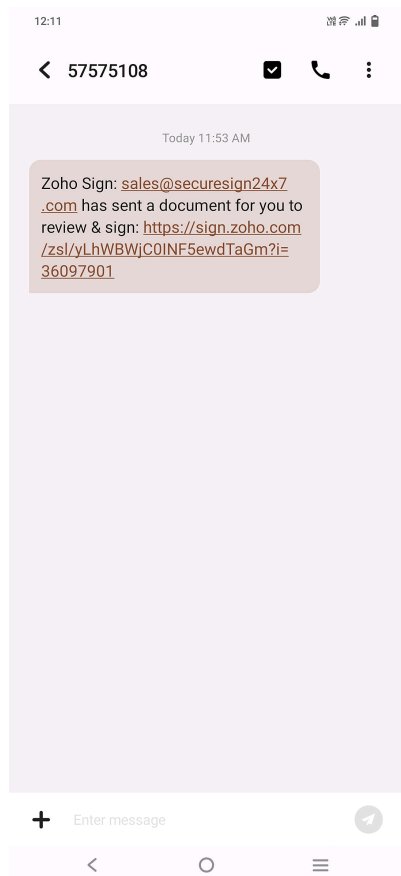 12:11
57575108
Today 11:53 AM
Zoho Sign: sales@securesign24x7
.com has sent a document for you to
review & sign: https://sign.zoho.com
/zsl/yLhWBWjC0INF5ewdTaGm?i=
36097901
Enter message